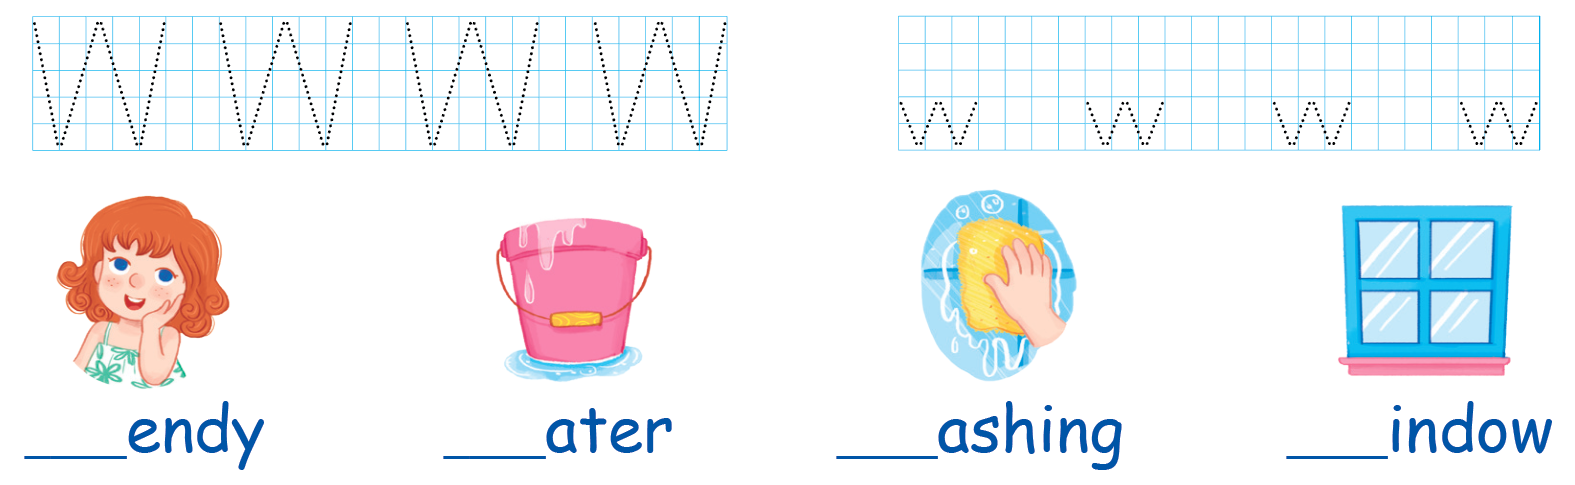 W W W W w w w w
___endy ___ater ___ashing ___indow